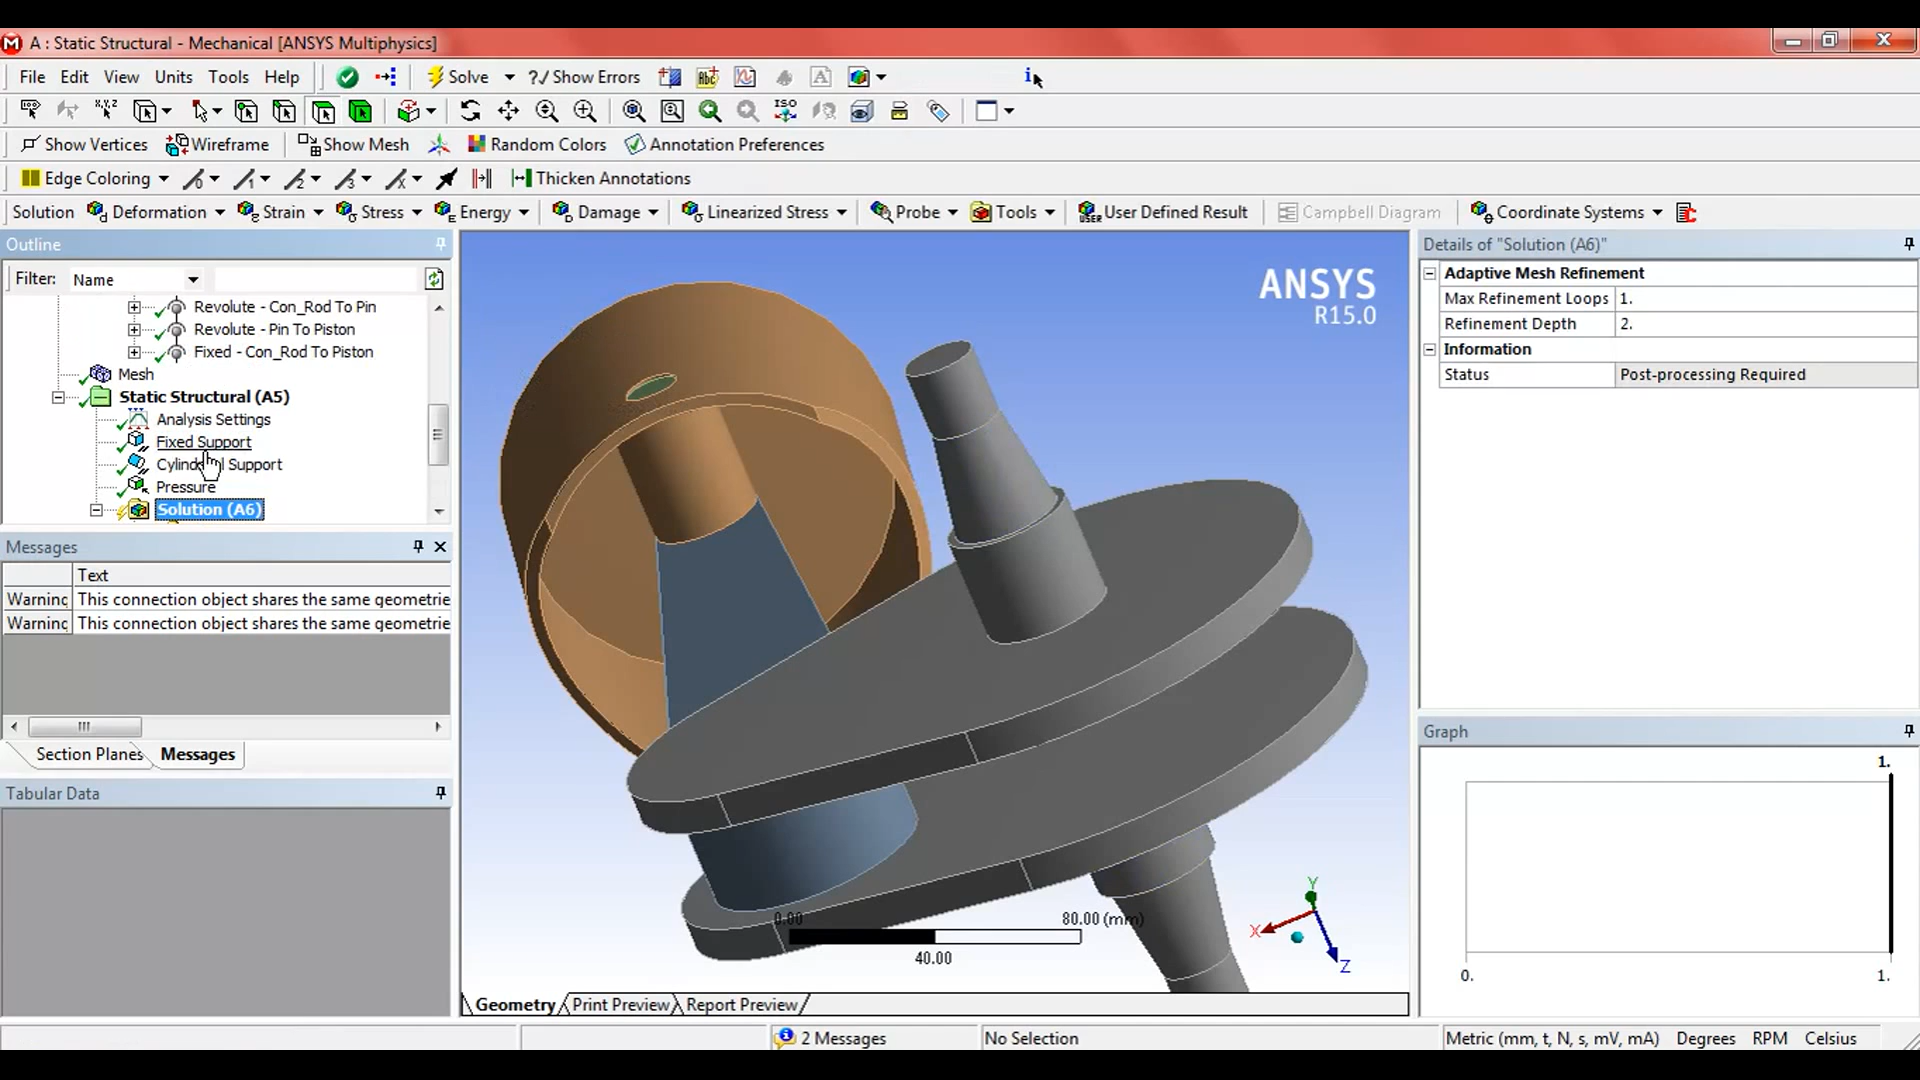 A : Static Structural - Mechanical [ANSYS Multiphysics]
File Edit View Units Tools Help Solve ?/ Show Errors
ISO
Show Vertices Wireframe Show Mesh Random Colors Annotation Preferences
Edge Coloring Thicken Annotations
Solution Deformation Strain Stress Energy Damage Linearized Stress Probe Tools User Defined Result Campbell Diagram Coordinate Systems
Outline
Filter: Name
Revolute - Con_Rod To Pin
Revolute - Pin To Piston
Fixed - Con_Rod To Piston
Mesh
Static Structural (A5)
Analysis Settings
Fixed Support
Cylindrical Support
Pressure
Solution (A6)
Messages
Text
Warning This connection object shares the same geometrie
Warning This connection object shares the same geometrie
Section Planes Messages
Tabular Data
ANSYS
R15.0
0.00 80.00 (mm)
40.00
Y
X
Z
Geometry Print Preview Report Preview
Details of "Solution (A6)"
Adaptive Mesh Refinement
Max Refinement Loops 1.
Refinement Depth 2.
Information
Status Post-processing Required
Graph
1.
0. 1.
2 Messages No Selection Metric (mm, t, N, s, mV, mA) Degrees RPM Celsius